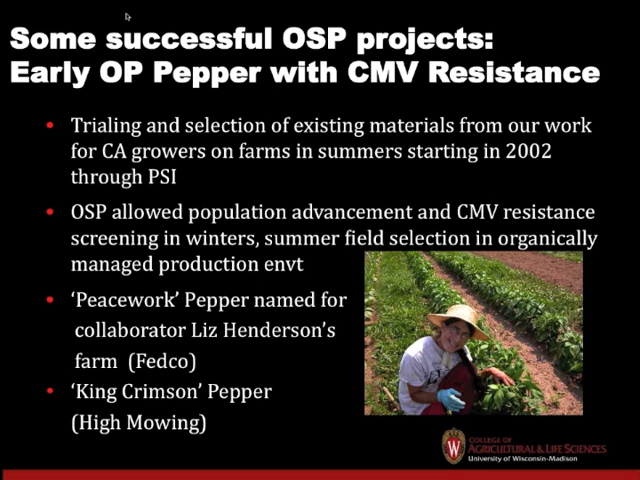 Some successful OSP projects:
Early OP Pepper with CMV Resistance
• Trialing and selection of existing materials from our work
for CA growers on farms in summers starting in 2002
through PSI
• OSP allowed population advancement and CMV resistance
screening in winters, summer field selection in organically
managed production envt
• ‘Peacework’ Pepper named for
collaborator Liz Henderson’s
farm (Fedco)
• ‘King Crimson’ Pepper
(High Mowing)
COLLEGE OF
AGRICULTURAL & LIFE SCIENCES
University of Wisconsin-Madison